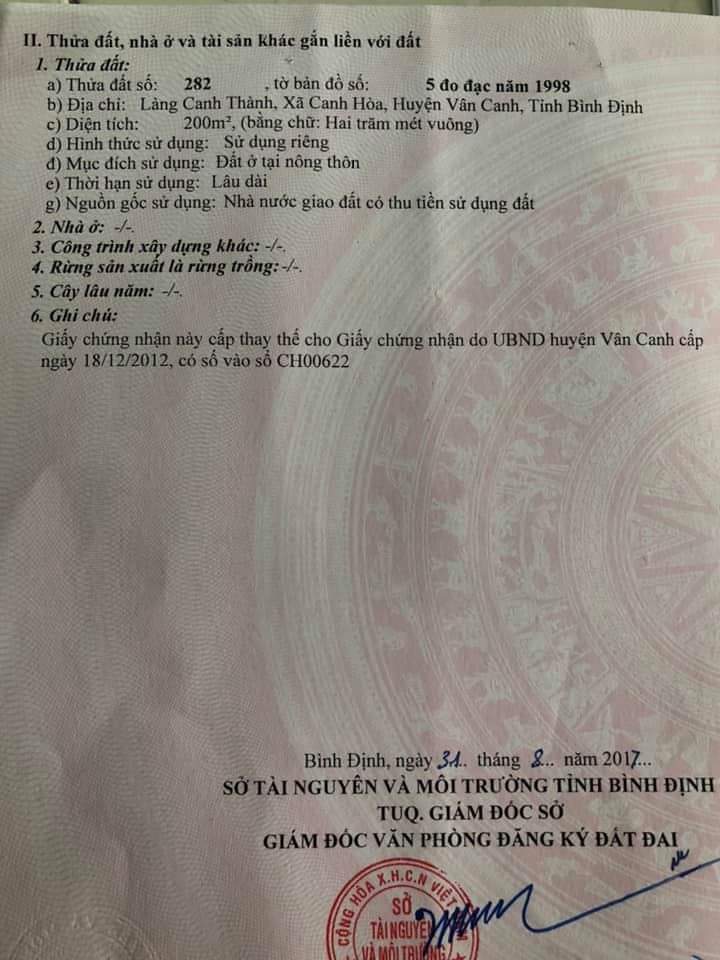 II. Thửa đất, nhà ở và tài sản khác gắn liền với đất
1. Thửa đất:
a) Thửa đất số: 282 , tờ bản đồ số: 5 đo đạc năm 1998
b) Địa chỉ: Làng Canh Thành, Xã Canh Hòa, Huyện Vân Canh, Tỉnh Bình Định
c) Diện tích: 200m², (bằng chữ: Hai trăm mét vuông)
d) Hình thức sử dụng: Sử dụng riêng
đ) Mục đích sử dụng: Đất ở tại nông thôn
e) Thời hạn sử dụng: Lâu dài
g) Nguồn gốc sử dụng: Nhà nước giao đất có thu tiền sử dụng đất
2. Nhà ở: -/-.
3. Công trình xây dựng khác: -/-.
4. Rừng sản xuất là rừng trồng: -/-.
5. Cây lâu năm: -/-.
6. Ghi chú:
Giấy chứng nhận này cấp thay thế cho Giấy chứng nhận do UBND huyện Vân Canh cấp
ngày 18/12/2012, có số vào sổ CH00622
Bình Định, ngày 31.. tháng 8... năm 2017...
SỞ TÀI NGUYÊN VÀ MÔI TRƯỜNG TỈNH BÌNH ĐỊNH
TUQ. GIÁM ĐỐC SỞ
GIÁM ĐỐC VĂN PHÒNG ĐĂNG KÝ ĐẤT ĐAI
CỘNG HÒA X.H.C.N VIỆT
SỞ
TÀI NGUYÊN
VÀ MÔI TRƯỜNG